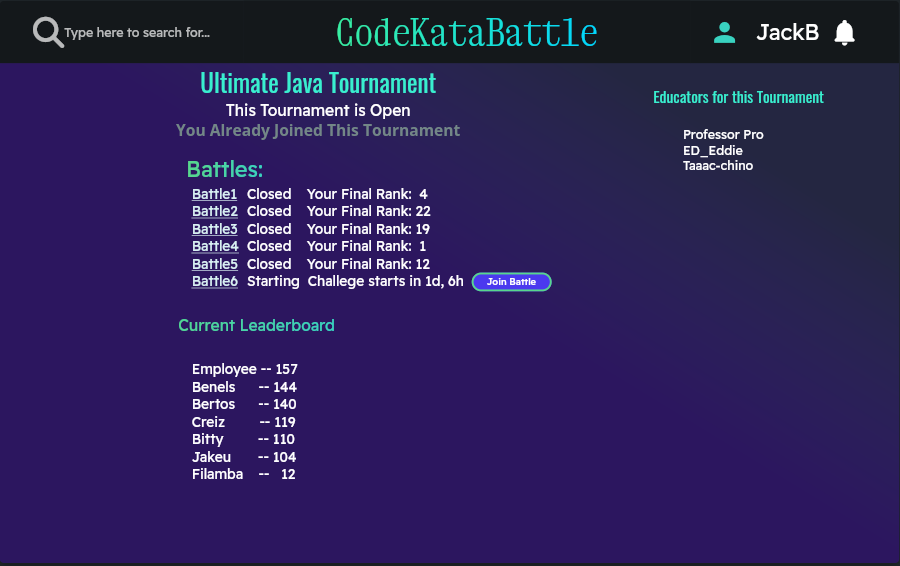 Type here to search for...
CodeKataBattle
JackB
Ultimate Java Tournament
This Tournament is Open
You Already Joined This Tournament
Educators for this Tournament
Professor Pro
ED_Eddie
Taaac-chino
Battles:
Battle1 Closed Your Final Rank: 4
Battle2 Closed Your Final Rank: 22
Battle3 Closed Your Final Rank: 19
Battle4 Closed Your Final Rank: 1
Battle5 Closed Your Final Rank: 12
Battle6 Starting Challege starts in 1d, 6h Join Battle
Current Leaderboard
Employee -- 157
Benels -- 144
Bertos -- 140
Creiz -- 119
Bitty -- 110
Jakeu -- 104
Filamba -- 12